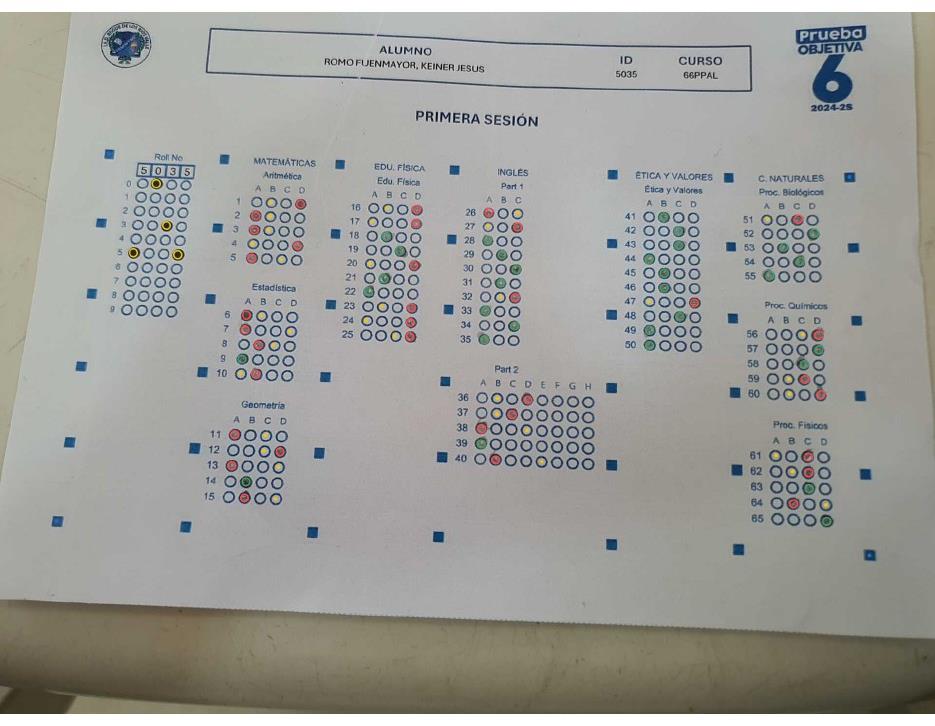 Prueba
OBJETIVA
6
2024-2S
ALUMNO
ROMO FUENMAYOR, KEINER JESUS
ID
5035
CURSO
66PPAL
PRIMERA SESIÓN
Roll No
5 0 3 5
0
1
2
3
4
5
6
7
8
9
MATEMÁTICAS
Aritmética
A B C D
1
2
3
4
5
Estadística
A B C D
6
7
8
9
10
Geometría
A B C D
11
12
13
14
15
EDU. FÍSICA
Edu. Física
A B C D
16
17
18
19
20
21
22
23
24
25
INGLÉS
Part 1
A B C
26
27
28
29
30
31
32
33
34
35
Part 2
A B C D E F G H
36
37
38
39
40
ÉTICA Y VALORES
Ética y Valores
A B C D
41
42
43
44
45
46
47
48
49
50
C. NATURALES
Proc. Biológicos
A B C D
51
52
53
54
55
Proc. Químicos
A B C D
56
57
58
59
60
Proc. Físicos
A B C D
61
62
63
64
65